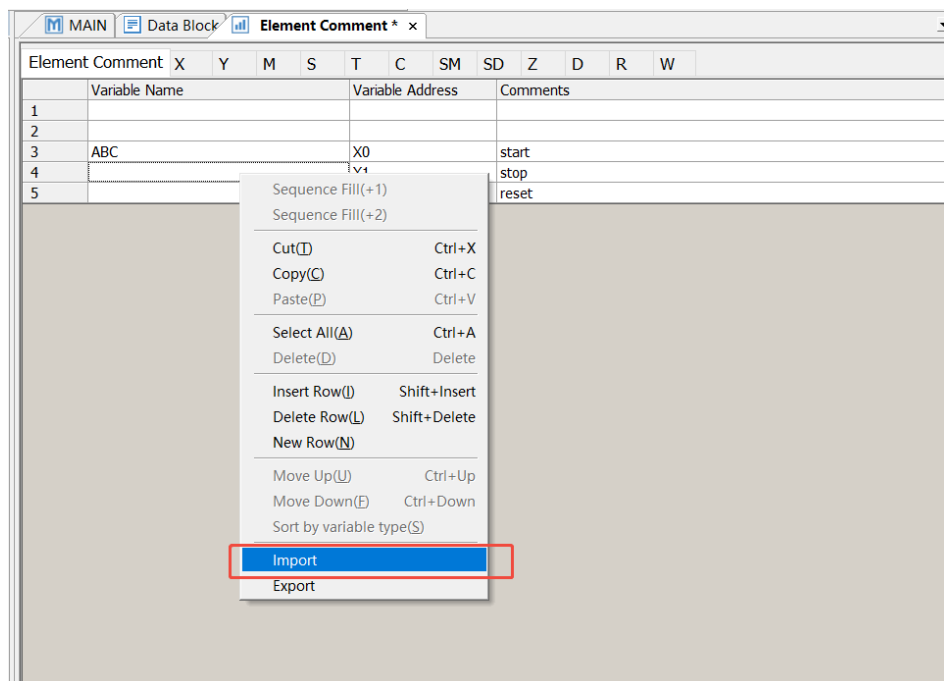 MAIN Data Block Element Comment * ×
Element Comment X Y M S T C SM SD Z D R W
Variable Name Variable Address Comments
1
2
3 ABC X0 start
4 X1 stop
5 reset
Sequence Fill(+1)
Sequence Fill(+2)
Cut(T) Ctrl+X
Copy(C) Ctrl+C
Paste(P) Ctrl+V
Select All(A) Ctrl+A
Delete(D) Delete
Insert Row(I) Shift+Insert
Delete Row(L) Shift+Delete
New Row(N)
Move Up(U) Ctrl+Up
Move Down(F) Ctrl+Down
Sort by variable type(S)
Import
Export